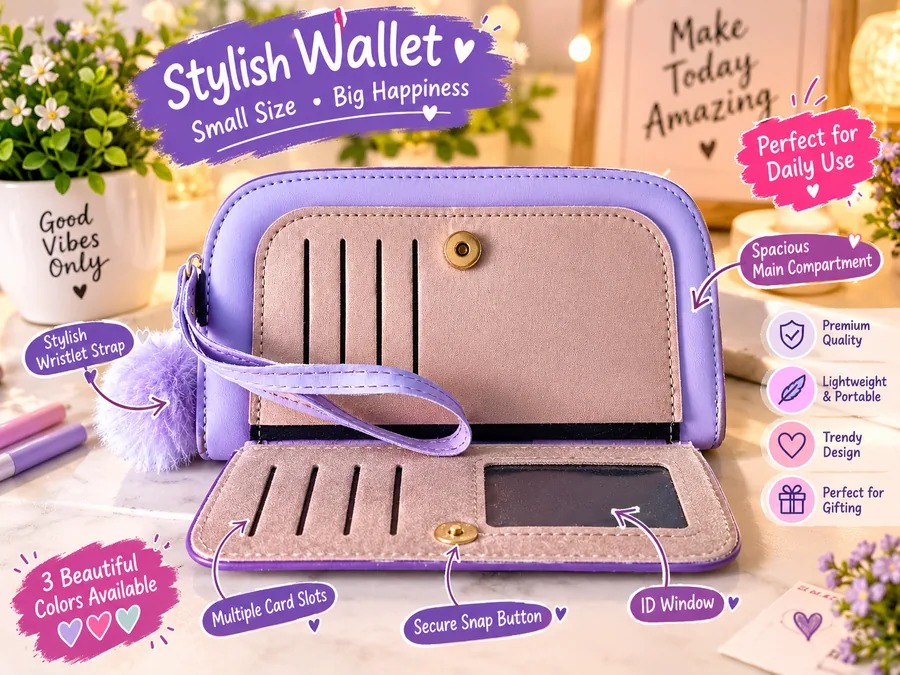 Stylish Wallet
Small Size • Big Happiness
Make
Today
Amazing
Perfect for
Daily Use
Good
Vibes
Only
Spacious
Main Compartment
Stylish
Wristlet Strap
Premium
Quality
Lightweight
& Portable
Trendy
Design
Perfect for
Gifting
3 Beautiful
Colors Available
Multiple Card Slots
Secure Snap Button
ID Window